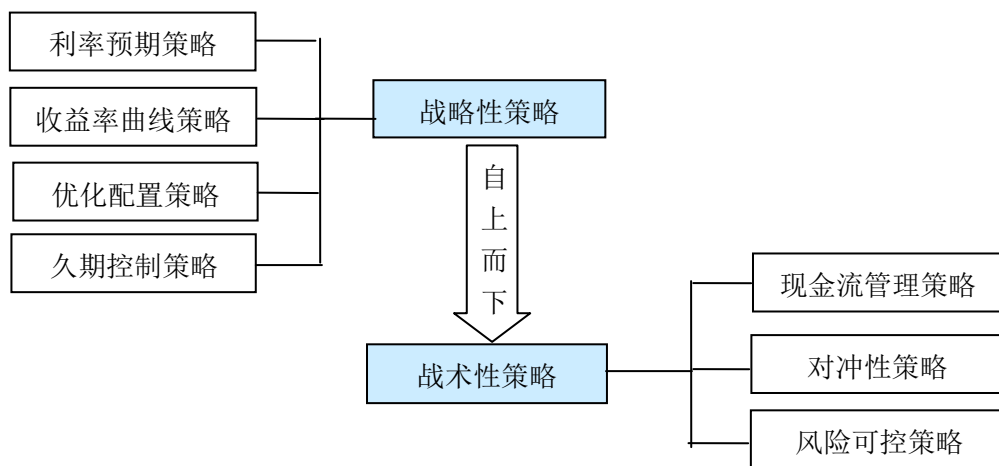 利率预期策略
收益率曲线策略
优化配置策略
久期控制策略
战略性策略
自
上
而
下
战术性策略
现金流管理策略
对冲性策略
风险可控策略